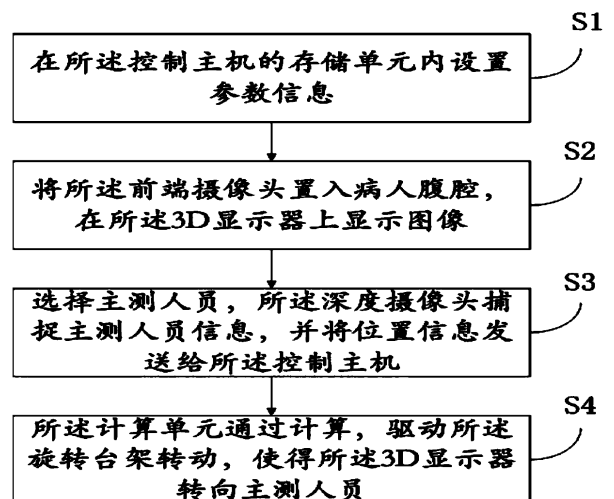 S1
在所述控制主机的存储单元内设置
参数信息
S2
将所述前端摄像头置入病人腹腔，
在所述3D显示器上显示图像
S3
选择主测人员，所述深度摄像头捕
捉主测人员信息，并将位置信息发
送给所述控制主机
S4
所述计算单元通过计算，驱动所述
旋转台架转动，使得所述3D显示器
转向主测人员